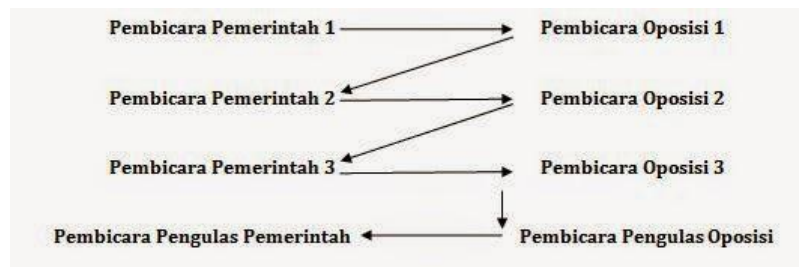 Pembicara Pemerintah 1 Pembicara Oposisi 1
Pembicara Pemerintah 2 Pembicara Oposisi 2
Pembicara Pemerintah 3 Pembicara Oposisi 3
Pembicara Pengulas Pemerintah Pembicara Pengulas Oposisi